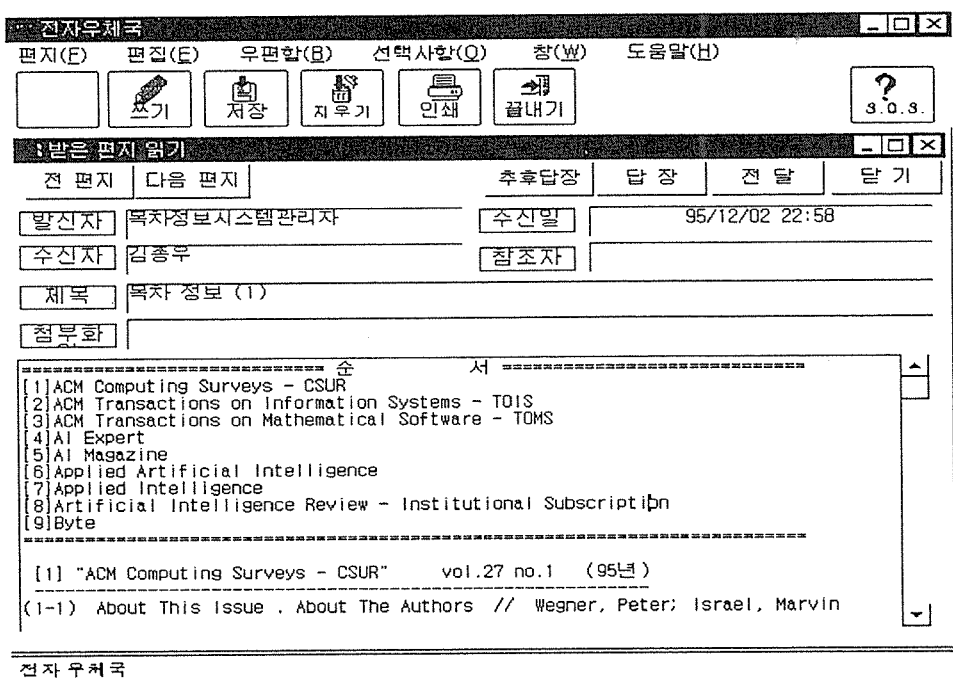 전자우체국
편지(F) 편집(E) 우편함(B) 선택사항(O) 창(W) 도움말(H)
쓰기 저장 지우기 인쇄 끝내기 S.O.S.
받은 편지 읽기
전 편지 다음 편지 추후답장 답 장 전 달 닫 기
발신자 목차정보시스템관리자 수신일 95/12/02 22:58
수신자 김종우 참조자
제목 목차 정보 (1)
첨부화
============================= 순 서 =============================
[1]ACM Computing Surveys - CSUR
[2]ACM Transactions on Information Systems - TOIS
[3]ACM Transactions on Mathematical Software - TOMS
[4]AI Expert
[5]AI Magazine
[6]Applied Artificial Intelligence
[7]Applied Intelligence
[8]Artificial Intelligence Review - Institutional Subscription
[9]Byte
===========================================================================
[1] "ACM Computing Surveys - CSUR" vol.27 no.1 (95년)
-----------------------------------------------------------
(1-1) About This Issue . About The Authors // Wegner, Peter; Israel, Marvin
전자우체국